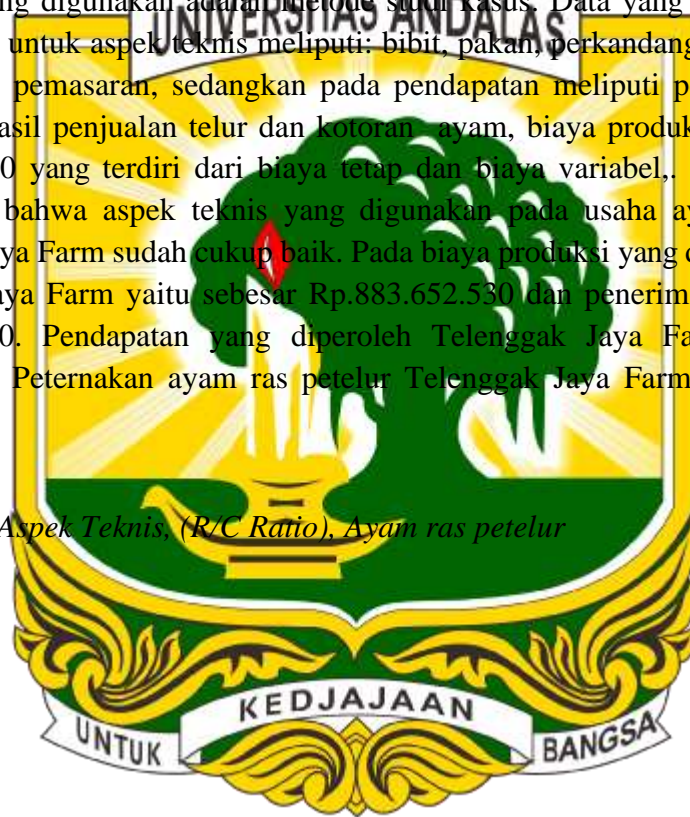 ng digunakan adalah metode studi kasus. Data yang
UNIVERSITAS ANDALAS
untuk aspek teknis meliputi: bibit, pakan, perkandang
pemasaran, sedangkan pada pendapatan meliputi p
asil penjualan telur dan kotoran ayam, biaya produk
0 yang terdiri dari biaya tetap dan biaya variabel,.
bahwa aspek teknis yang digunakan pada usaha ay
ya Farm sudah cukup baik. Pada biaya produksi yang d
aya Farm yaitu sebesar Rp.883.652.530 dan penerim
0. Pendapatan yang diperoleh Telenggak Jaya Fa
Peternakan ayam ras petelur Telenggak Jaya Farm
Aspek Teknis, (R/C Ratio), Ayam ras petelur
KEDJAJAAN
UNTUK BANGSA